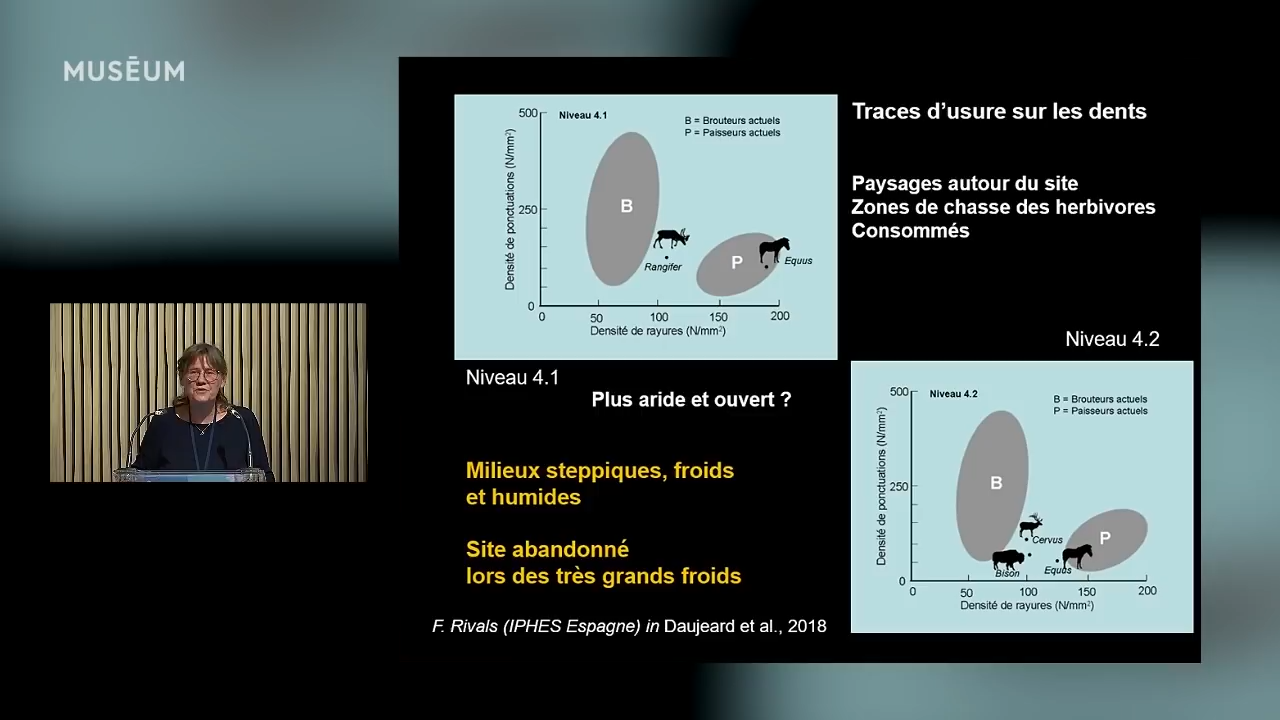 MUSĒUM
Traces d’usure sur les dents
Paysages autour du site
Zones de chasse des herbivores
Consommés
Niveau 4.1
B = Brouteurs actuels
P = Paisseurs actuels
Densité de ponctuations (N/mm²)
500
250
0
B
P
Rangifer
Equus
0
50
100
150
200
Densité de rayures (N/mm²)
Niveau 4.1
Plus aride et ouvert ?
Milieux steppiques, froids
et humides
Site abandonné
lors des très grands froids
F. Rivals (IPHES Espagne) in Daujeard et al., 2018
Niveau 4.2
Niveau 4.2
B = Brouteurs actuels
P = Paisseurs actuels
Densité de ponctuations (N/mm²)
500
250
0
B
P
Cervus
Bison
Equus
0
50
100
150
200
Densité de rayures (N/mm²)